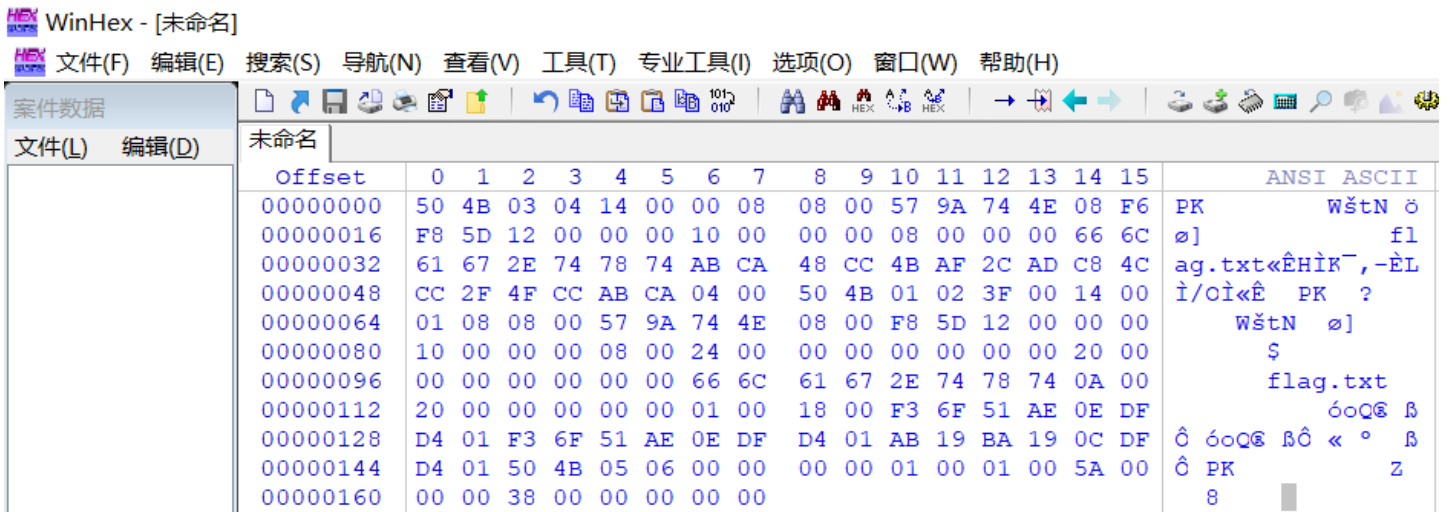 WinHex - [未命名]
文件(F) 编辑(E) 搜索(S) 导航(N) 查看(V) 工具(T) 专业工具(I) 选项(O) 窗口(W) 帮助(H)
案件数据
文件(L) 编辑(D)
未命名
Offset 0 1 2 3 4 5 6 7 8 9 10 11 12 13 14 15 ANSI ASCII
00000000 50 4B 03 04 14 00 00 08 08 00 57 9A 74 4E 08 F6 PK WštN ö
00000016 F8 5D 12 00 00 00 10 00 00 00 08 00 00 00 66 6C ø] fl
00000032 61 67 2E 74 78 74 AB CA 48 CC 4B AF 2C AD C8 4C ag.txt«ÊHÌK¯,-ÈL
00000048 CC 2F 4F CC AB CA 04 00 50 4B 01 02 3F 00 14 00 Ì/OÌ«Ê PK ?
00000064 01 08 08 00 57 9A 74 4E 08 00 F8 5D 12 00 00 00 WštN ø]
00000080 10 00 00 00 08 00 24 00 00 00 00 00 00 00 20 00 $
00000096 00 00 00 00 00 00 66 6C 61 67 2E 74 78 74 0A 00 flag.txt
00000112 20 00 00 00 00 00 01 00 18 00 F3 6F 51 AE 0E DF óoQ® ß
00000128 D4 01 F3 6F 51 AE 0E DF D4 01 AB 19 BA 19 0C DF Ô óoQ® ßÔ « º ß
00000144 D4 01 50 4B 05 06 00 00 00 00 01 00 01 00 5A 00 Ô PK Z
00000160 00 00 38 00 00 00 00 00 8